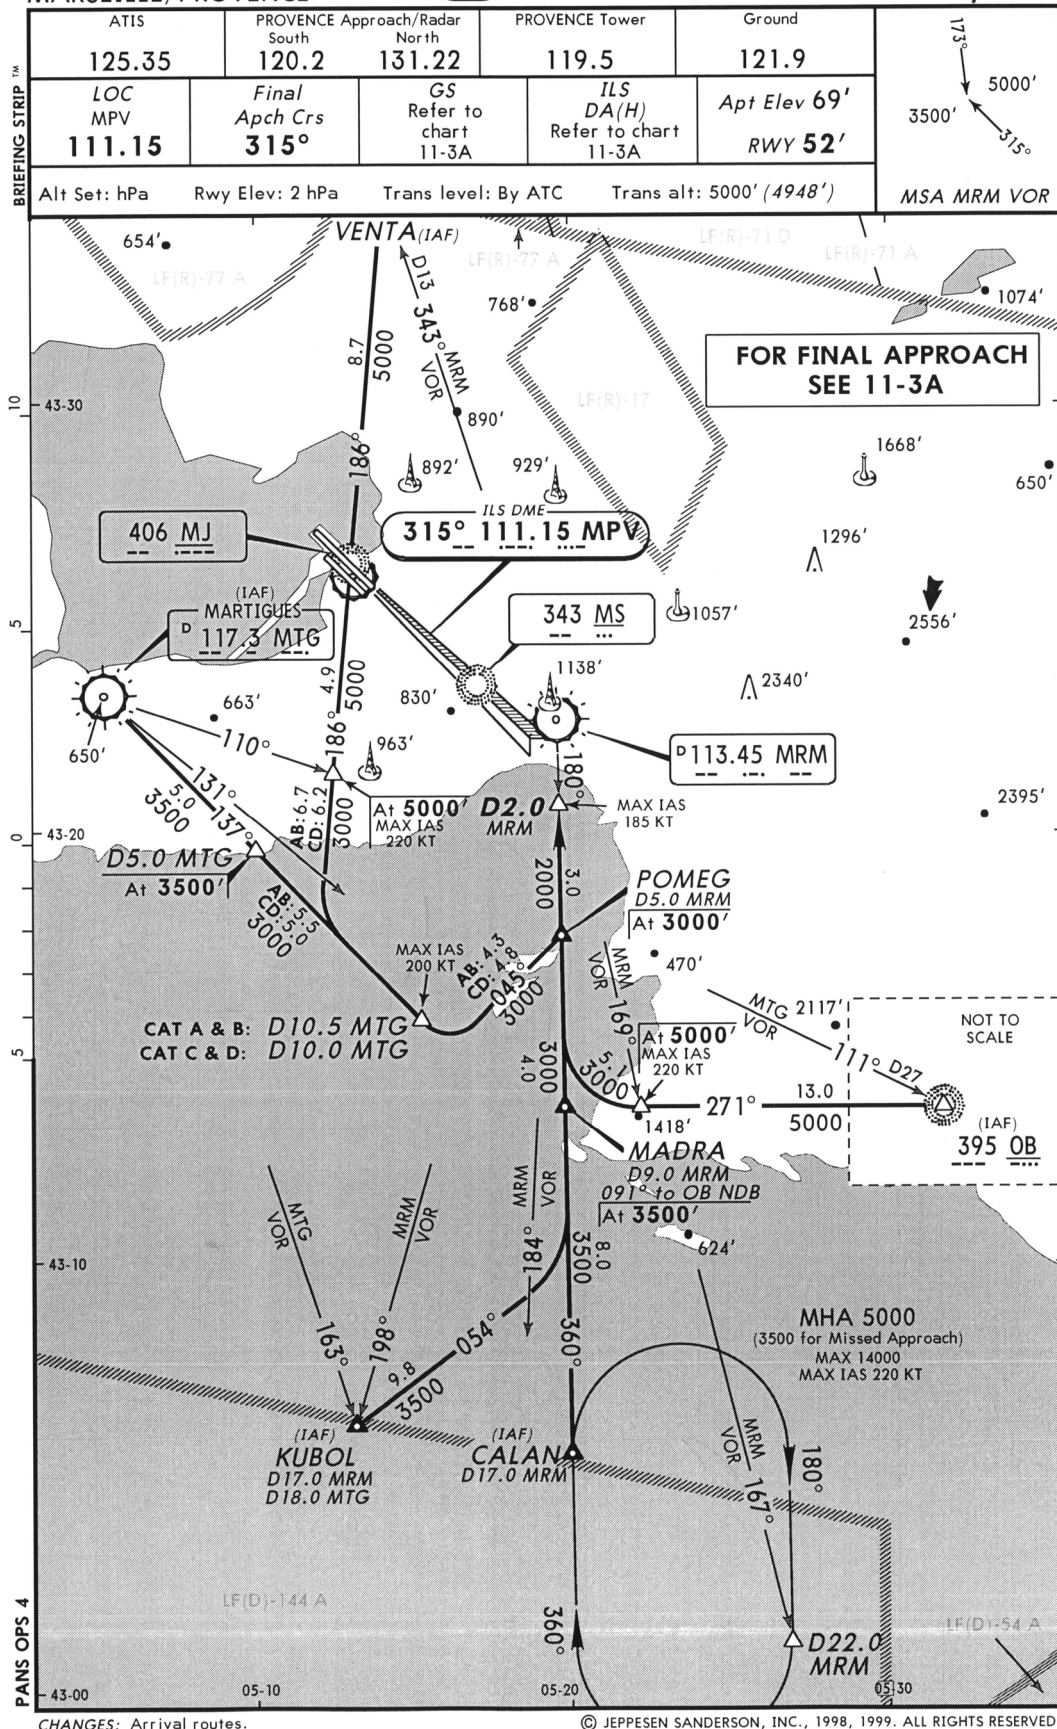 ATIS
125.35
PROVENCE Approach/Radar
South North
120.2 131.22
PROVENCE Tower
119.5
Ground
121.9
BRIEFING STRIP ™
LOC
MPV
111.15
Final
Apch Crs
315°
GS
Refer to
chart
11-3A
ILS
DA(H)
Refer to chart
11-3A
Apt Elev 69'
RWY 52'
173°
5000'
3500'
315°
MSA MRM VOR
Alt Set: hPa Rwy Elev: 2 hPa Trans level: By ATC Trans alt: 5000' (4948')
654'
VENTA (IAF)
LF(R)-77 A
LF(R)-77 A
LF(R)-71 D
LF(R)-71 A
D13 343° MRM
VOR
768'
1074'
8.7
5000
FOR FINAL APPROACH
SEE 11-3A
10
43-30
890'
LF(R)-17
186°
892'
929'
1668'
650'
ILS DME
315° 111.15 MPV
406 MJ
1296'
(IAF)
MARTIGUES
D 117.3 MTG
343 MS
1057'
2556'
5
4.9
5000
1138'
663'
830'
2340'
650'
110°
186°
963'
D 113.45 MRM
180°
131°
5.0
3500
137°
AB: 6.7
CD: 6.2
3000
At 5000'
MAX IAS
220 KT
D2.0
MRM
MAX IAS
185 KT
2395'
0
43-20
D5.0 MTG
At 3500'
2000
3.0
POMEG
D5.0 MRM
At 3000'
AB: 5.5
CD: 5.0
3000
MAX IAS
200 KT
AB: 4.3
CD: 4.8
045°
3000
MRM
VOR
169°
470'
MTG
VOR
111° D27
2117'
NOT TO
SCALE
CAT A & B: D10.5 MTG
CAT C & D: D10.0 MTG
At 5000'
MAX IAS
220 KT
5
3000
4.0
5.1
3000
271°
13.0
5000
1418'
(IAF)
395 OB
MADRA
D9.0 MRM
091° to OB NDB
At 3500'
MRM
VOR
184°
MTG
VOR
163°
MRM
VOR
198°
8.0
3500
624'
43-10
MHA 5000
(3500 for Missed Approach)
MAX 14000
MAX IAS 220 KT
054°
9.8
3500
360°
(IAF)
KUBOL
D17.0 MRM
D18.0 MTG
(IAF)
CALAN
D17.0 MRM
MRM
VOR
167°
180°
LF(D)-144 A
360°
D22.0
MRM
LF(D)-54 A
PANS OPS 4
43-00
05-10
05-20
05-30
CHANGES: Arrival routes.
© JEPPESEN SANDERSON, INC., 1998, 1999. ALL RIGHTS RESERVED